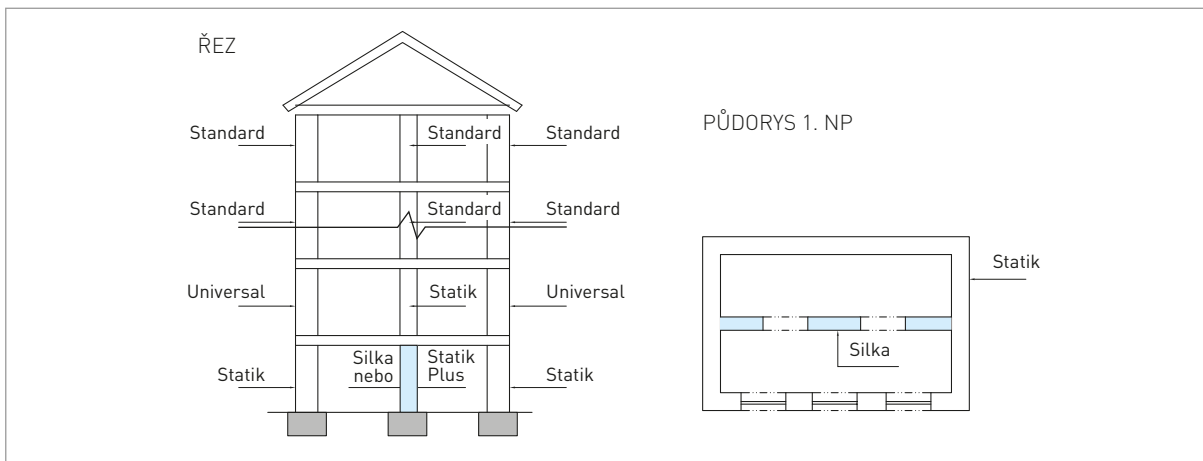 ŘEZ
Standard Standard Standard
Standard Standard Standard
Universal Statik Universal
Silka Statik
nebo Plus
Statik Statik
PŮDORYS 1. NP
Statik
Silka